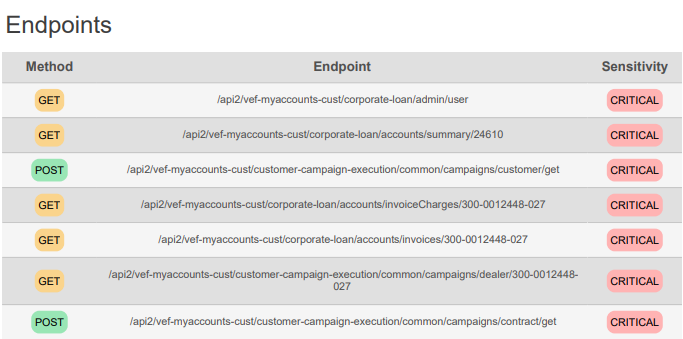 Endpoints
Method Endpoint Sensitivity
GET /api2/vef-myaccounts-cust/corporate-loan/admin/user CRITICAL
GET /api2/vef-myaccounts-cust/corporate-loan/accounts/summary/24610 CRITICAL
POST /api2/vef-myaccounts-cust/customer-campaign-execution/common/campaigns/customer/get CRITICAL
GET /api2/vef-myaccounts-cust/corporate-loan/accounts/invoiceCharges/300-0012448-027 CRITICAL
GET /api2/vef-myaccounts-cust/corporate-loan/accounts/invoices/300-0012448-027 CRITICAL
GET /api2/vef-myaccounts-cust/customer-campaign-execution/common/campaigns/dealer/300-0012448- CRITICAL
027
POST /api2/vef-myaccounts-cust/customer-campaign-execution/common/campaigns/contract/get CRITICAL